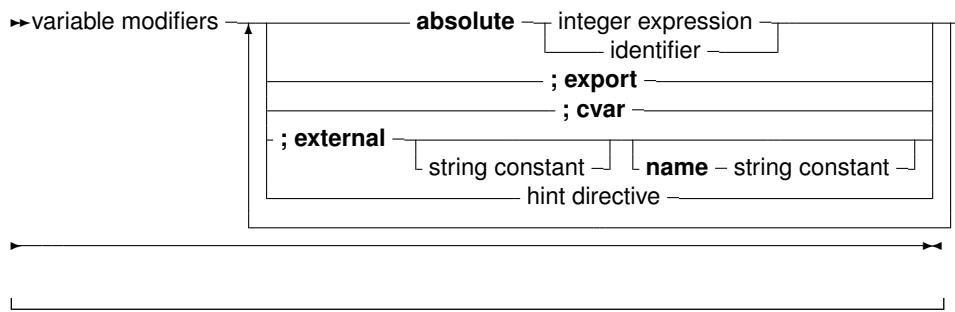 variable modifiers absolute integer expression
identifier
; export
; cvar
; external
string constant name string constant
hint directive